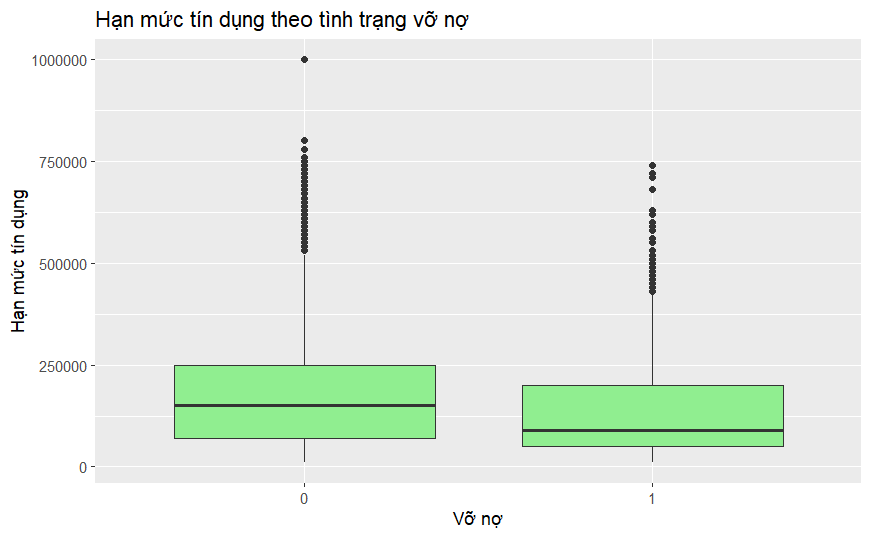 Hạn mức tín dụng theo tình trạng vỡ nợ
Hạn mức tín dụng
1000000
750000
500000
250000
0
0
1
Vỡ nợ